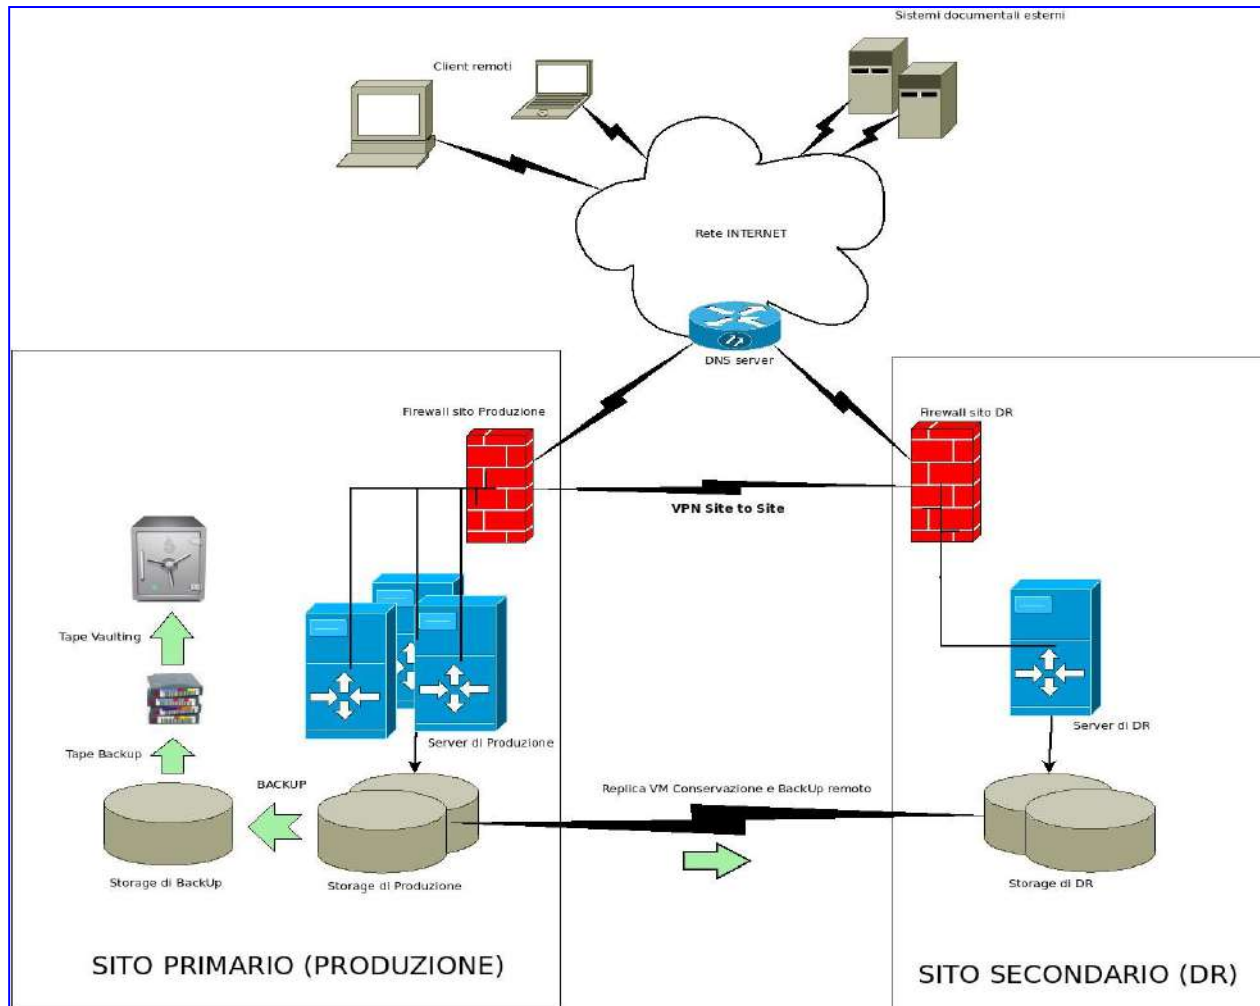 Sistemi documentali esterni
Client remoti
Rete INTERNET
DNS server
Firewall sito Produzione
Firewall sito DR
VPN Site to Site
Tape Vaulting
Server di Produzione
Server di DR
Tape Backup
BACKUP
Replica VM Conservazione e BackUp remoto
Storage di BackUp
Storage di Produzione
Storage di DR
SITO PRIMARIO (PRODUZIONE)
SITO SECONDARIO (DR)